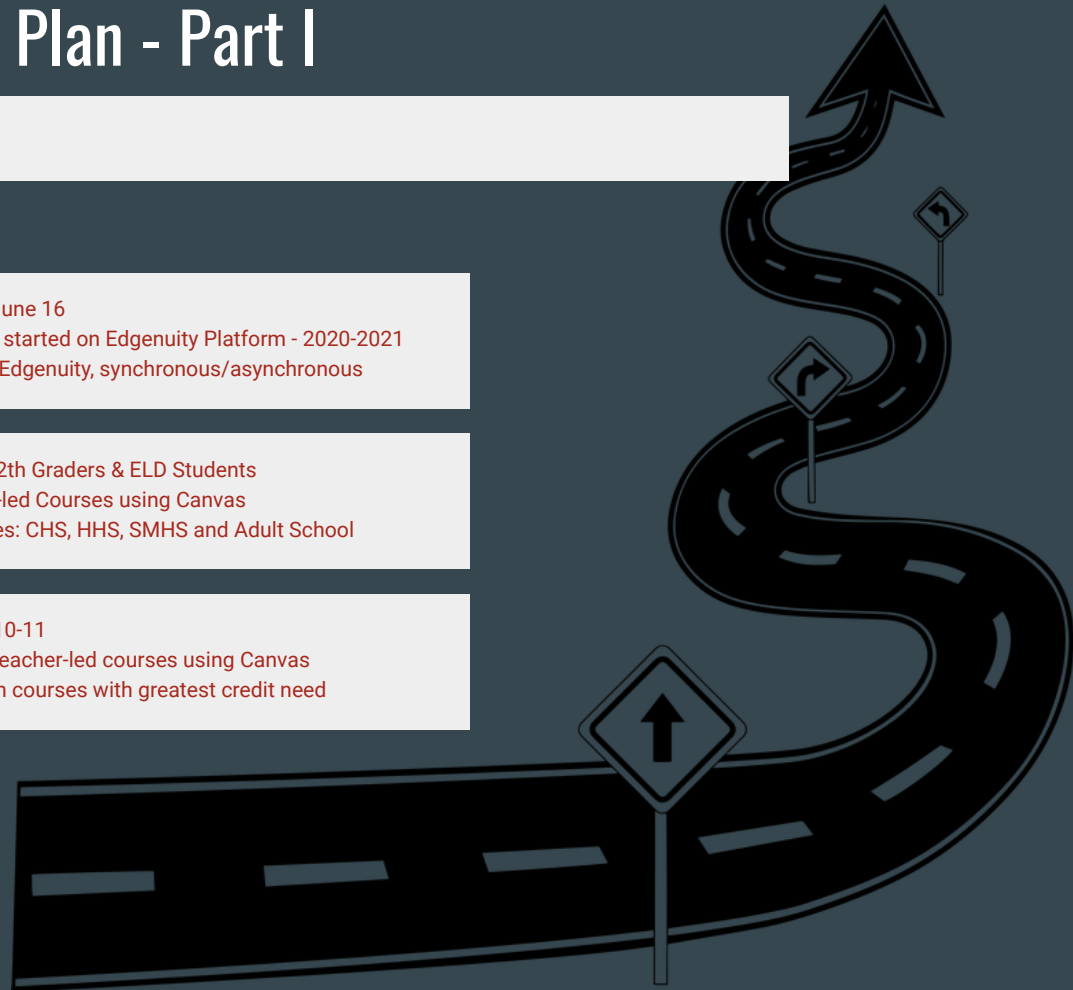 Plan - Part I
une 16
started on Edgenuity Platform - 2020-2021
Edgenuity, synchronous/asynchronous
2th Graders & ELD Students
-led Courses using Canvas
es: CHS, HHS, SMHS and Adult School
10-11
eacher-led courses using Canvas
n courses with greatest credit need